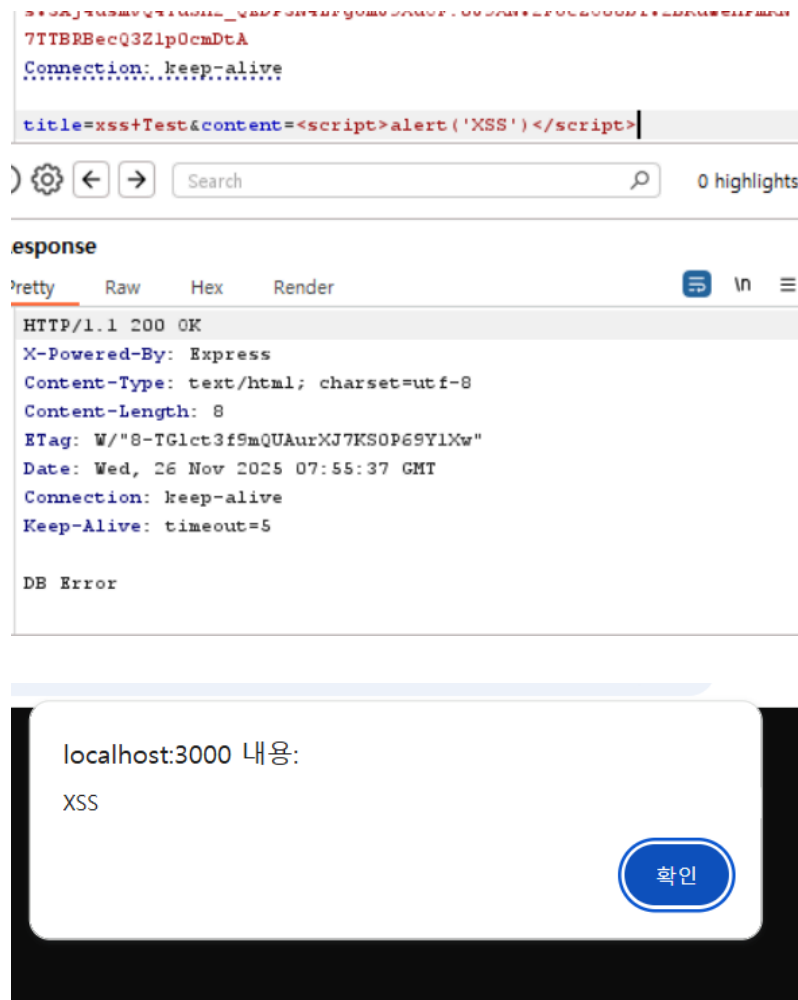 7TTBRBecQ3Z1pOcmDtA
Connection: keep-alive
title=xss+Test&content=<script>alert('XSS')</script>
Search
0 highlights
esponse
Pretty Raw Hex Render \n
HTTP/1.1 200 OK
X-Powered-By: Express
Content-Type: text/html; charset=utf-8
Content-Length: 8
ETag: W/"8-TGlct3f9mQUAurXJ7KSOP69Y1Xw"
Date: Wed, 26 Nov 2025 07:55:37 GMT
Connection: keep-alive
Keep-Alive: timeout=5
DB Error
localhost:3000 내용:
XSS
확인